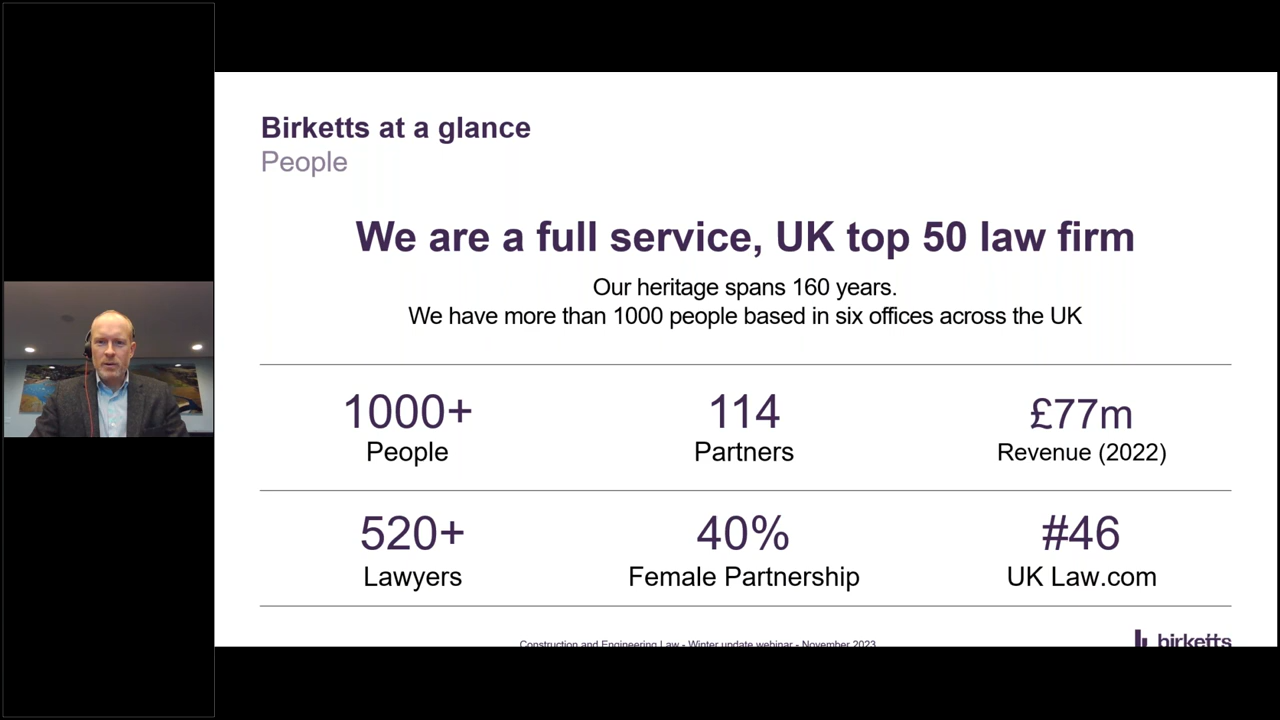 Birketts at a glance
People
We are a full service, UK top 50 law firm
Our heritage spans 160 years.
We have more than 1000 people based in six offices across the UK
1000+
People
114
Partners
£77m
Revenue (2022)
520+
Lawyers
40%
Female Partnership
#46
UK Law.com
Construction and Engineering Law - Winter update webinar - November 2023
birketts